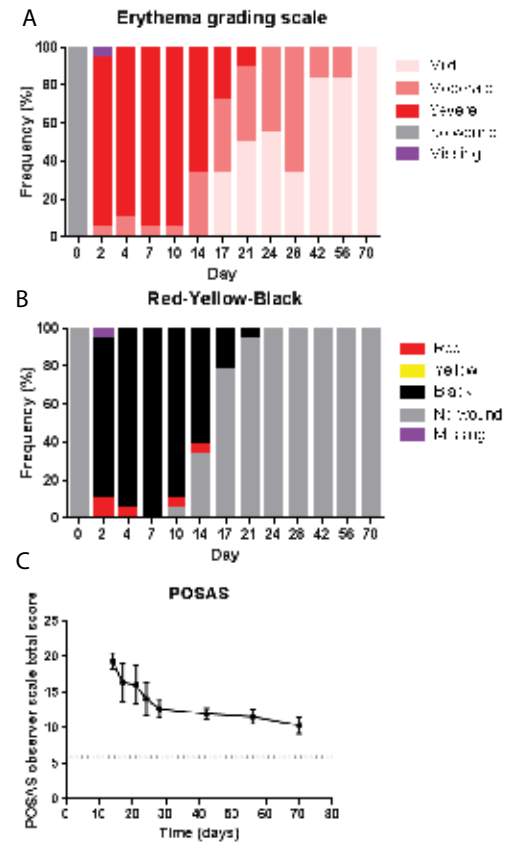 A
Erythema grading scale
100
80
60
40
20
0
Frequency (%)
0 2 4 7 10 14 17 21 24 28 42 56 70
Day
Mild
Moderate
Severe
No wound
Missing
B
Red-Yellow-Black
100
80
60
40
20
0
Frequency (%)
0 2 4 7 10 14 17 21 24 28 42 56 70
Day
Red
Yellow
Black
No wound
Missing
C
POSAS
25
20
15
10
5
0
POSAS observer scale total score
0 10 20 30 40 50 60 70 80
Time (days)